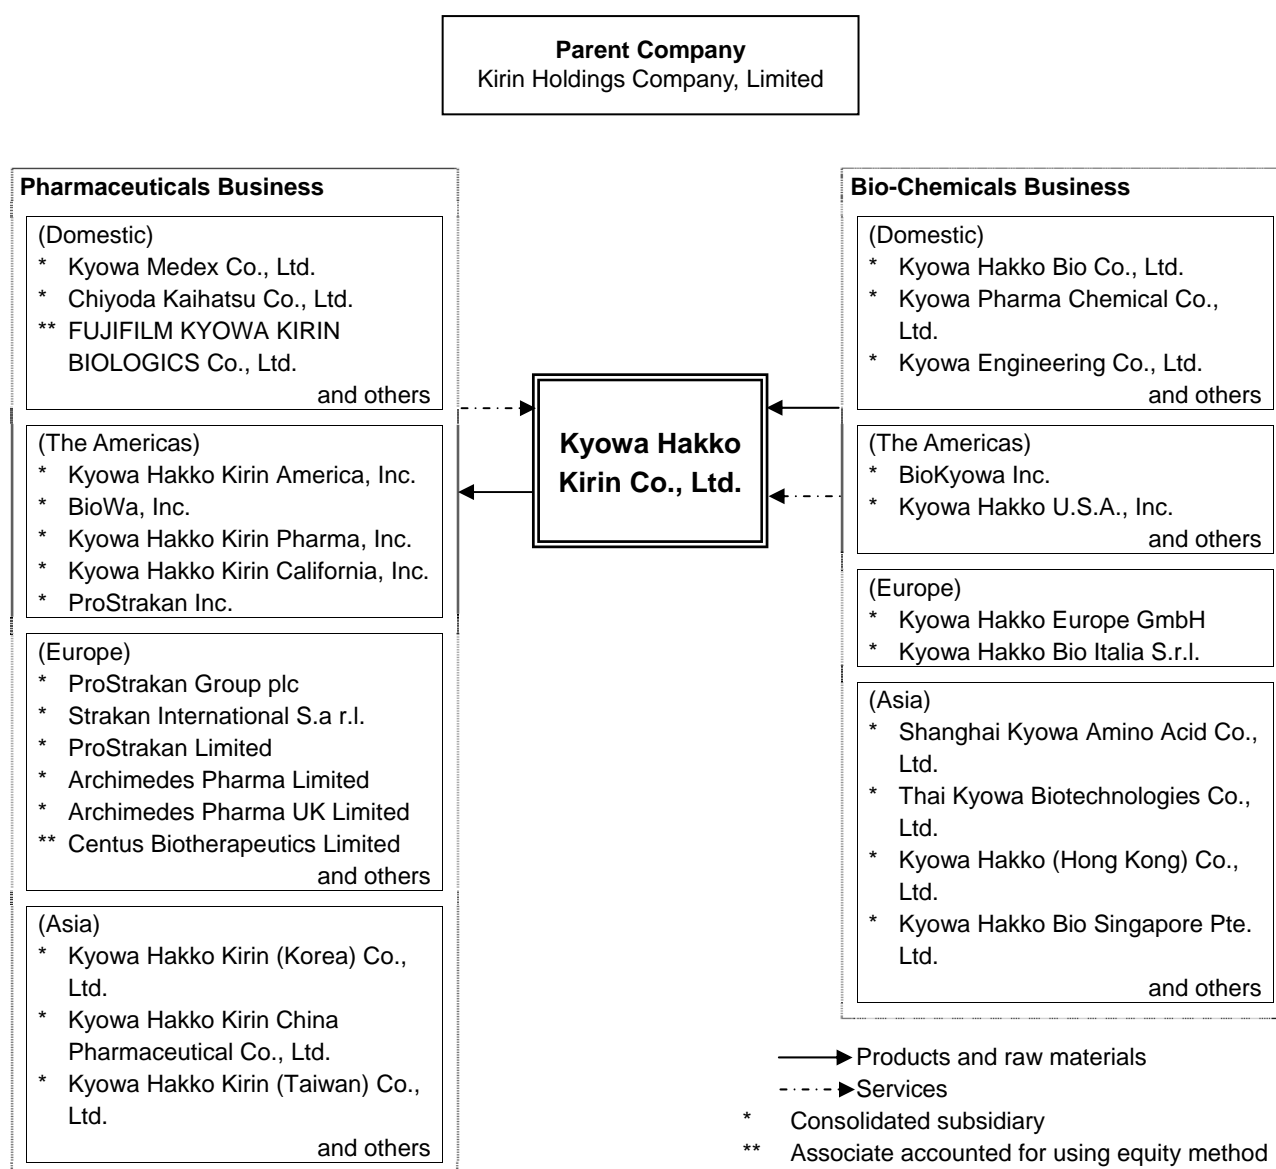 Parent Company
Kirin Holdings Company, Limited
Pharmaceuticals Business
(Domestic)
* Kyowa Medex Co., Ltd.
* Chiyoda Kaihatsu Co., Ltd.
** FUJIFILM KYOWA KIRIN
BIOLOGICS Co., Ltd.
and others
(The Americas)
* Kyowa Hakko Kirin America, Inc.
* BioWa, Inc.
* Kyowa Hakko Kirin Pharma, Inc.
* Kyowa Hakko Kirin California, Inc.
* ProStrakan Inc.
(Europe)
* ProStrakan Group plc
* Strakan International S.a r.l.
* ProStrakan Limited
* Archimedes Pharma Limited
* Archimedes Pharma UK Limited
** Centus Biotherapeutics Limited
and others
(Asia)
* Kyowa Hakko Kirin (Korea) Co.,
Ltd.
* Kyowa Hakko Kirin China
Pharmaceutical Co., Ltd.
* Kyowa Hakko Kirin (Taiwan) Co.,
Ltd.
and others
Kyowa Hakko
Kirin Co., Ltd.
Bio-Chemicals Business
(Domestic)
* Kyowa Hakko Bio Co., Ltd.
* Kyowa Pharma Chemical Co.,
Ltd.
* Kyowa Engineering Co., Ltd.
and others
(The Americas)
* BioKyowa Inc.
* Kyowa Hakko U.S.A., Inc.
and others
(Europe)
* Kyowa Hakko Europe GmbH
* Kyowa Hakko Bio Italia S.r.l.
(Asia)
* Shanghai Kyowa Amino Acid Co.,
Ltd.
* Thai Kyowa Biotechnologies Co.,
Ltd.
* Kyowa Hakko (Hong Kong) Co.,
Ltd.
* Kyowa Hakko Bio Singapore Pte.
Ltd.
and others
Products and raw materials
Services
* Consolidated subsidiary
** Associate accounted for using equity method